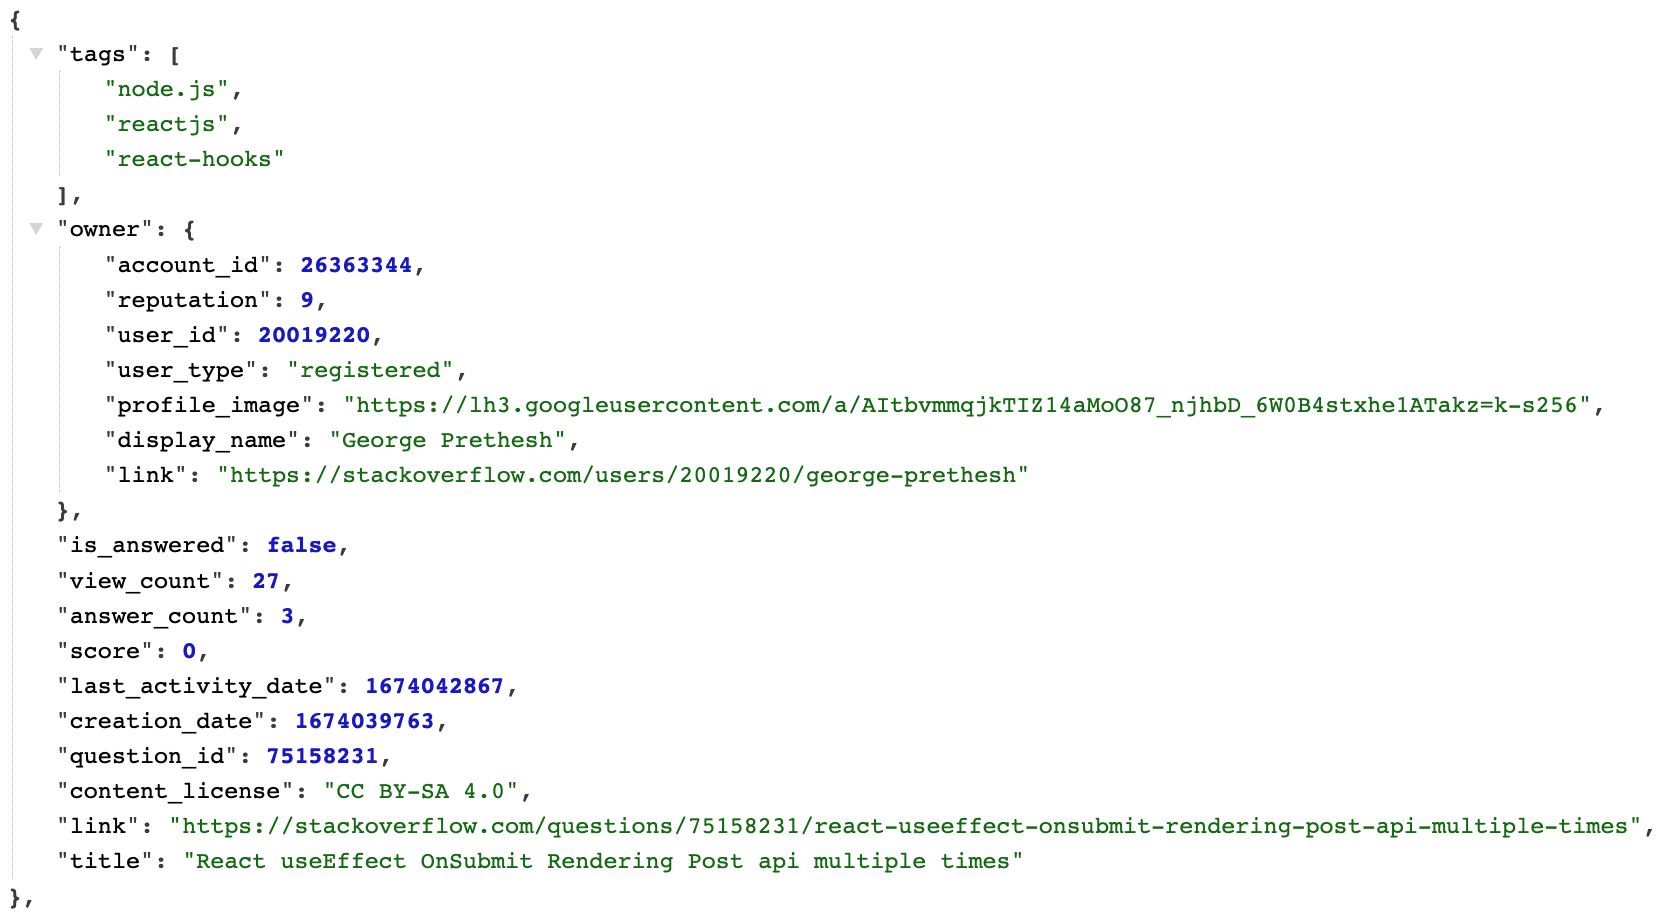 {
"tags": [
"node.js",
"reactjs",
"react-hooks"
],
"owner": {
"account_id": 26363344,
"reputation": 9,
"user_id": 20019220,
"user_type": "registered",
"profile_image": "https://lh3.googleusercontent.com/a/AItbvmmqjkTIZ14aMoO87_njhbD_6W0B4stxhe1ATakz=k-s256",
"display_name": "George Prethesh",
"link": "https://stackoverflow.com/users/20019220/george-prethesh"
},
"is_answered": false,
"view_count": 27,
"answer_count": 3,
"score": 0,
"last_activity_date": 1674042867,
"creation_date": 1674039763,
"question_id": 75158231,
"content_license": "CC BY-SA 4.0",
"link": "https://stackoverflow.com/questions/75158231/react-useeffect-onsubmit-rendering-post-api-multiple-times",
"title": "React useEffect OnSubmit Rendering Post api multiple times"
},